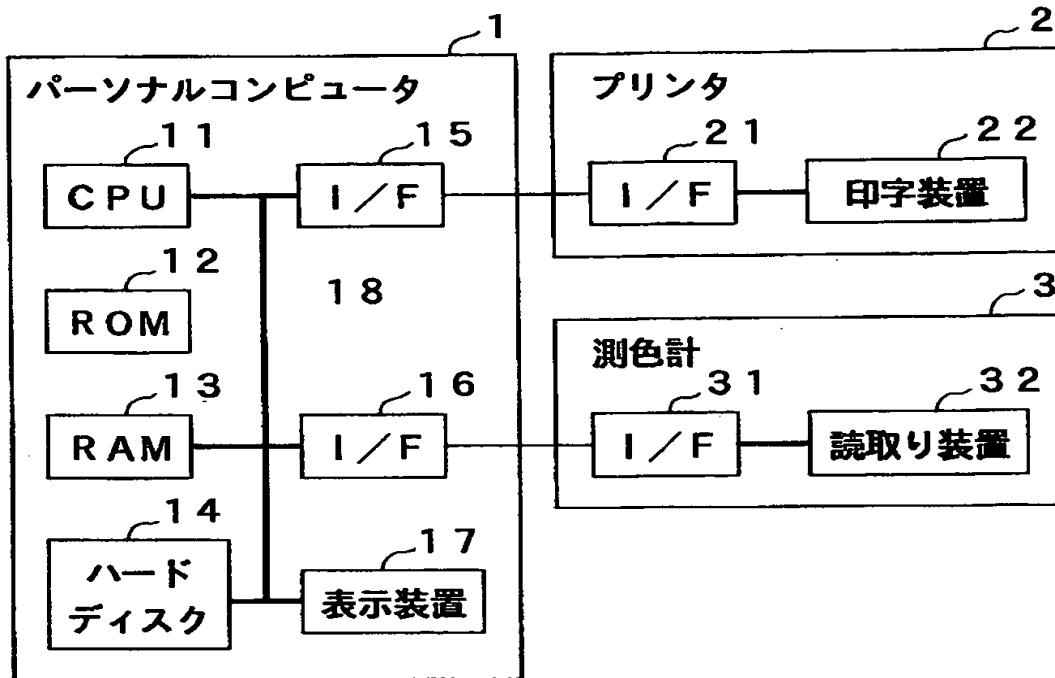 1
パーソナルコンピュータ
11
CPU
12
ROM
13
RAM
14
ハード
ディスク
15
I/F
18
16
I/F
17
表示装置
2
プリンタ
21
I/F
22
印字装置
3
測色計
31
I/F
32
読取り装置